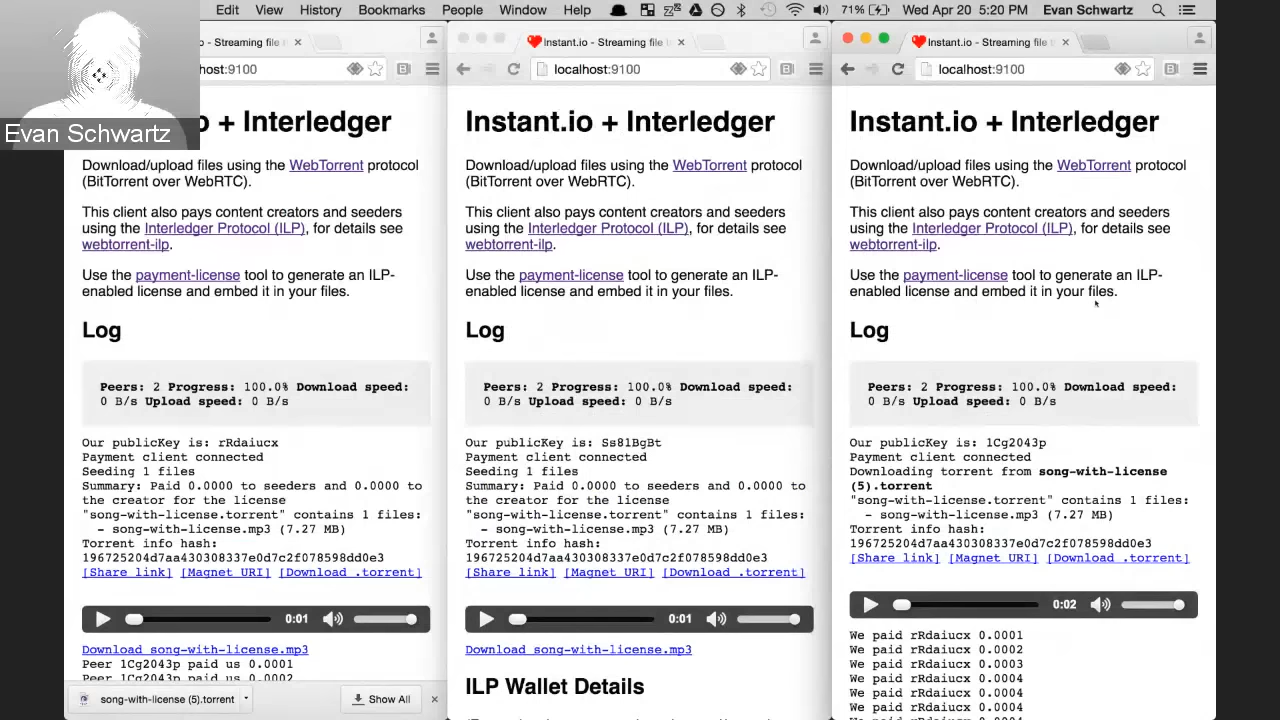 Edit View History Bookmarks People Window Help 71% Wed Apr 20 5:20 PM Evan Schwartz
Evan Schwartz
o - Streaming file
localhost:9100
o + Interledger
Download/upload files using the WebTorrent protocol
(BitTorrent over WebRTC).
This client also pays content creators and seeders
using the Interledger Protocol (ILP), for details see
webtorrent-ilp.
Use the payment-license tool to generate an ILP-
enabled license and embed it in your files.
Log
Peers: 2 Progress: 100.0% Download speed:
0 B/s Upload speed: 0 B/s
Our publicKey is: rRdaiucx
Payment client connected
Seeding 1 files
Summary: Paid 0.0000 to seeders and 0.0000 to
the creator for the license
"song-with-license.torrent" contains 1 files:
- song-with-license.mp3 (7.27 MB)
Torrent info hash:
196725204d7aa430308337e0d7c2f078598dd0e3
[Share link] [Magnet URI] [Download .torrent]
0:01
Download song-with-license.mp3
Peer 1Cg2043p paid us 0.0001
Peer 1Cg2043p paid us 0.0002
song-with-license (5).torrent
Show All
Instant.io - Streaming file
localhost:9100
Instant.io + Interledger
Download/upload files using the WebTorrent protocol
(BitTorrent over WebRTC).
This client also pays content creators and seeders
using the Interledger Protocol (ILP), for details see
webtorrent-ilp.
Use the payment-license tool to generate an ILP-
enabled license and embed it in your files.
Log
Peers: 2 Progress: 100.0% Download speed:
0 B/s Upload speed: 0 B/s
Our publicKey is: Ss81BgBt
Payment client connected
Seeding 1 files
Summary: Paid 0.0000 to seeders and 0.0000 to
the creator for the license
"song-with-license.torrent" contains 1 files:
- song-with-license.mp3 (7.27 MB)
Torrent info hash:
196725204d7aa430308337e0d7c2f078598dd0e3
[Share link] [Magnet URI] [Download .torrent]
0:01
Download song-with-license.mp3
ILP Wallet Details
Instant.io - Streaming file
localhost:9100
Instant.io + Interledger
Download/upload files using the WebTorrent protocol
(BitTorrent over WebRTC).
This client also pays content creators and seeders
using the Interledger Protocol (ILP), for details see
webtorrent-ilp.
Use the payment-license tool to generate an ILP-
enabled license and embed it in your files.
Log
Peers: 2 Progress: 100.0% Download speed:
0 B/s Upload speed: 0 B/s
Our publicKey is: 1Cg2043p
Payment client connected
Downloading torrent from song-with-license
(5).torrent
"song-with-license.torrent" contains 1 files:
- song-with-license.mp3 (7.27 MB)
Torrent info hash:
196725204d7aa430308337e0d7c2f078598dd0e3
[Share link] [Magnet URI] [Download .torrent]
0:02
We paid rRdaiucx 0.0001
We paid rRdaiucx 0.0002
We paid rRdaiucx 0.0003
We paid rRdaiucx 0.0004
We paid rRdaiucx 0.0004
We paid rRdaiucx 0.0004